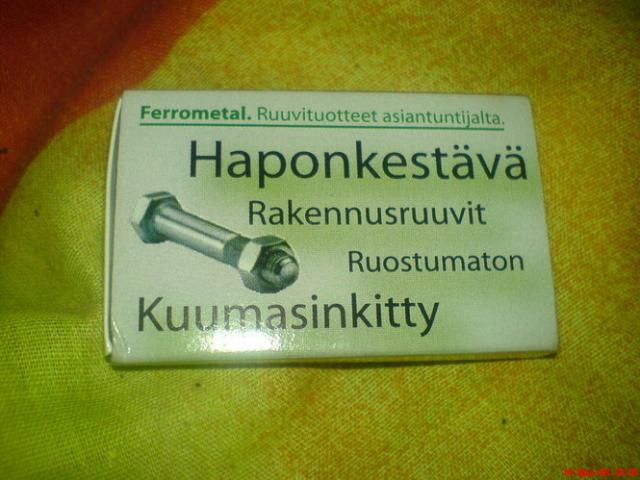 Ferrometal. Ruuvituotteet asiantuntijalta.
Haponkestävä
Rakennusruuvit
Ruostumaton
Kuumasinkitty